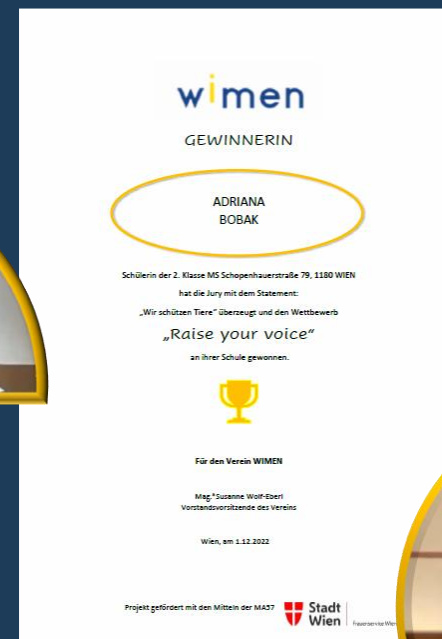 wimen
GEWINNERIN
ADRIANA
BOBAK
Schülerin der 2. Klasse MS Schopenhauerstraße 79, 1180 WIEN
hat die Jury mit dem Statement:
„Wir schützen Tiere“ überzeugt und den Wettbewerb
„Raise your voice“
an ihrer Schule gewonnen.
Für den Verein WIMEN
Mag.ª Susanne Wolf-Eberl
Vorstandsvorsitzende des Vereins
Wien, am 1.12.2022
Projekt gefördert mit den Mitteln der MA57
Stadt
Wien